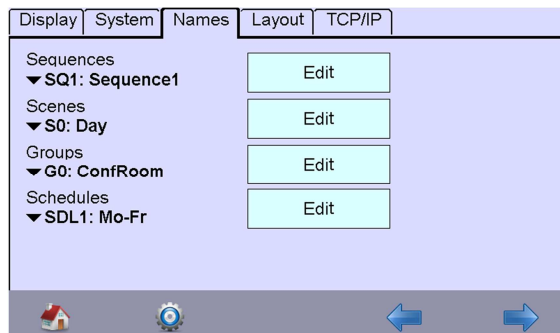 Display System Names Layout TCP/IP
Sequences
SQ1: Sequence1 Edit
Scenes
S0: Day Edit
Groups
G0: ConfRoom Edit
Schedules
SDL1: Mo-Fr Edit